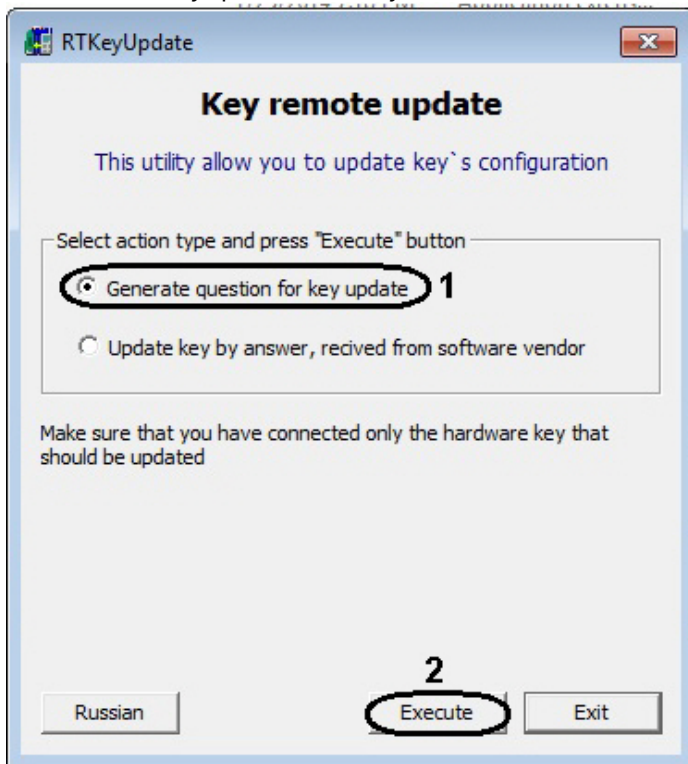 RTKeyUpdate
Key remote update
This utility allow you to update key`s configuration
Select action type and press "Execute" button
Generate question for key update 1
Update key by answer, recived from software vendor
Make sure that you have connected only the hardware key that
should be updated
2
Russian Execute Exit